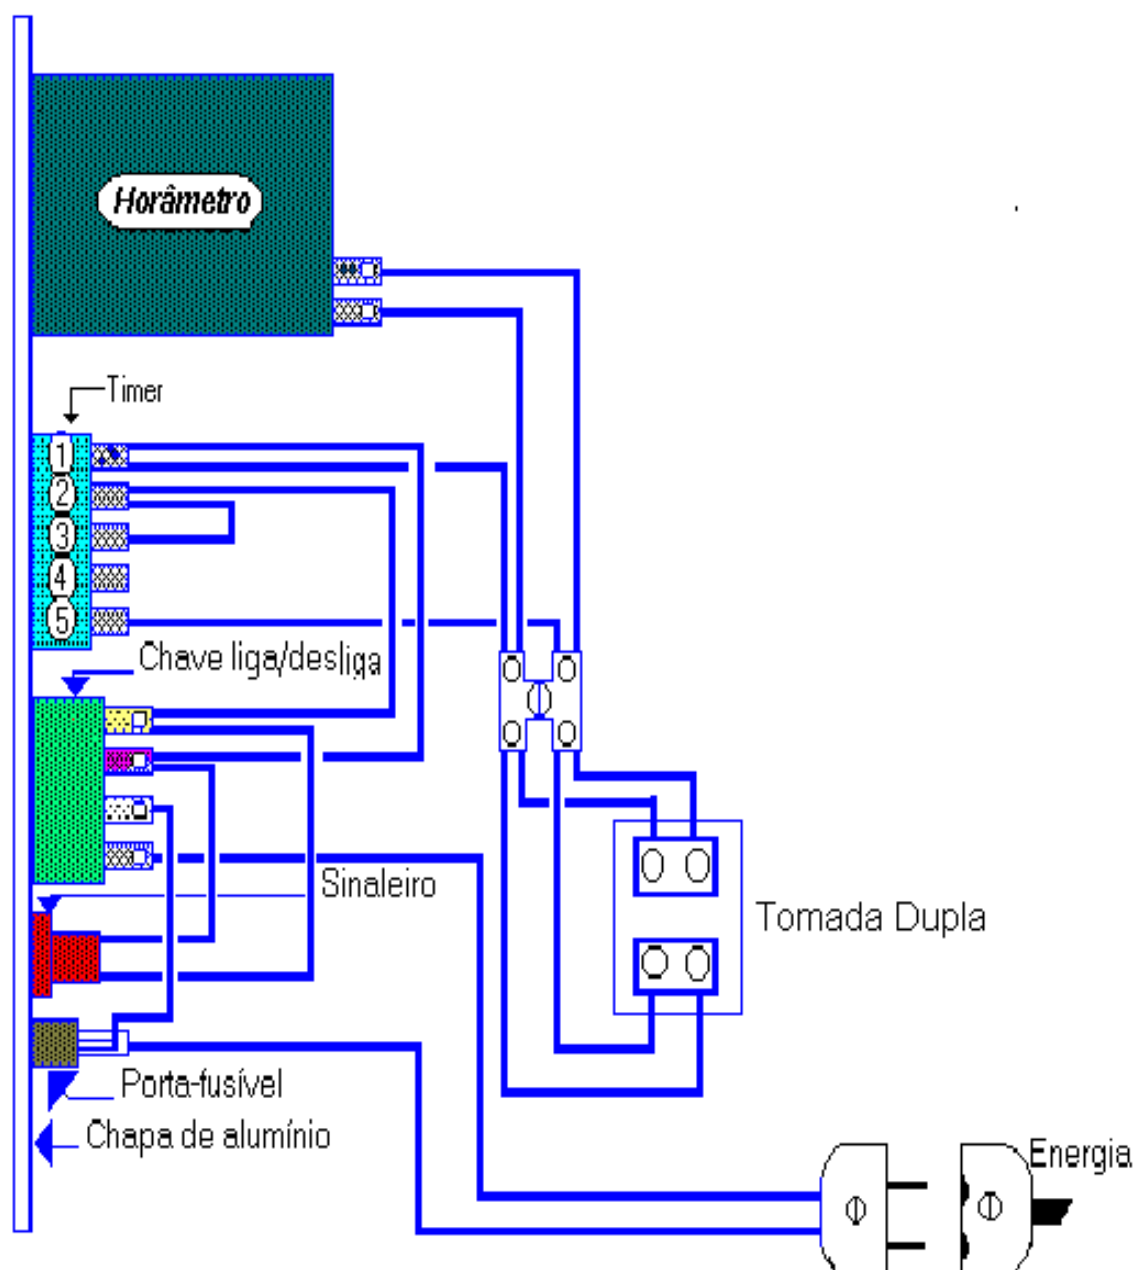 Horâmetro
Timer
1
2
3
4
5
Chave liga/desliga
Sinaleiro
Tomada Dupla
Porta-fusível
Chapa de alumínio
Energia